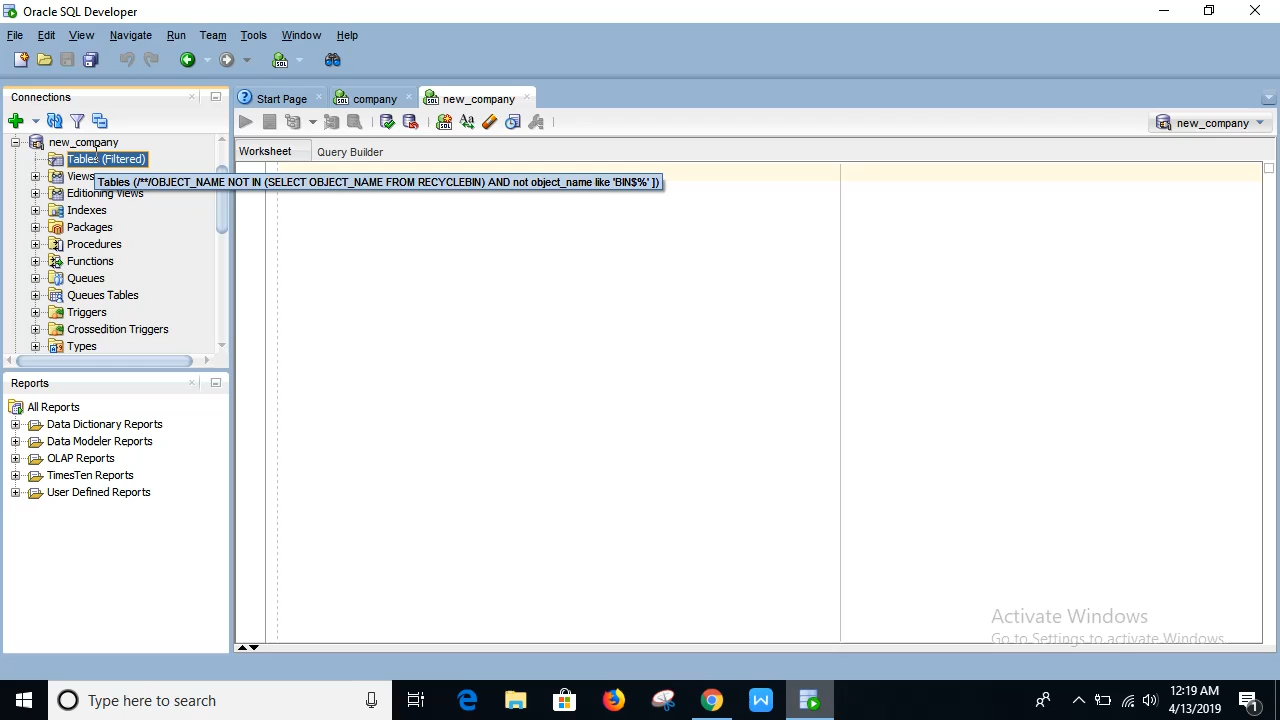 Oracle SQL Developer
File Edit View Navigate Run Team Tools Window Help
Connections
Start Page
company
new_company
new_company
new_company
Worksheet
Query Builder
Tables (Filtered)
Tables (/**/OBJECT_NAME NOT IN (SELECT OBJECT_NAME FROM RECYCLEBIN) AND not object_name like 'BIN$%' ])
Views
Editioning Views
Indexes
Packages
Procedures
Functions
Queues
Queues Tables
Triggers
Crossedition Triggers
Types
Reports
All Reports
Data Dictionary Reports
Data Modeler Reports
OLAP Reports
TimesTen Reports
User Defined Reports
Activate Windows
Go to Settings to activate Windows
Type here to search
12:19 AM
4/13/2019
1